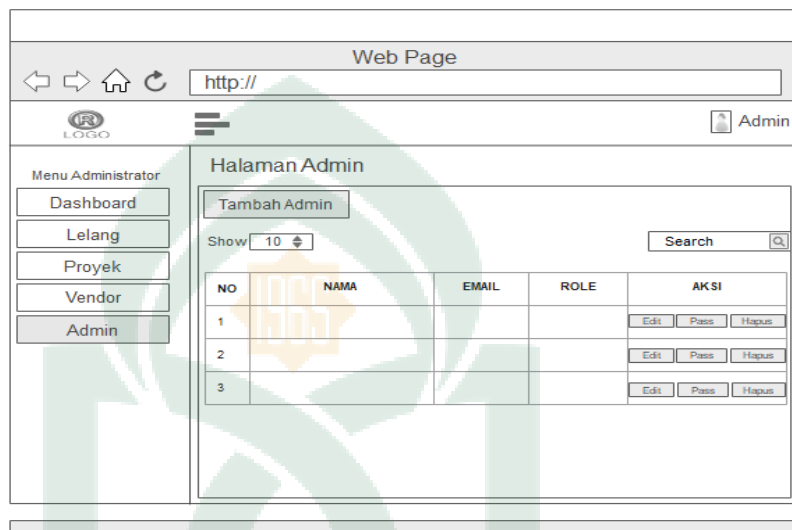 Web Page
http://
LOGO
Admin
Menu Administrator
Dashboard
Lelang
Proyek
Vendor
Admin
Halaman Admin
Tambah Admin
Show 10
Search
NO NAMA EMAIL ROLE AKSI
1 Edit Pass Hapus
2 Edit Pass Hapus
3 Edit Pass Hapus
1965